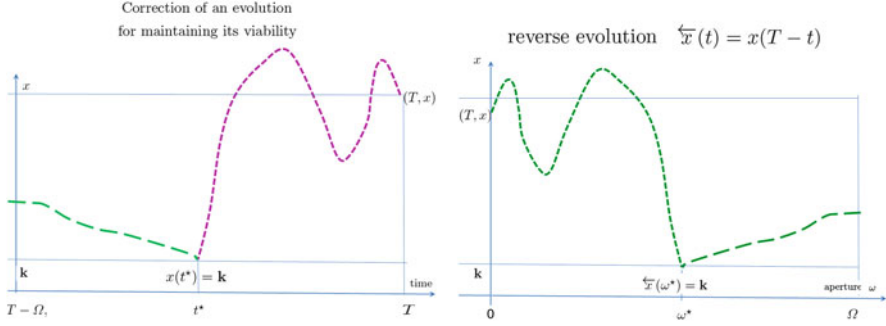 Correction of an evolution
for maintaining its viability
x
(T, x)
k
x(t*) = k
time
T − Ω,
t*
T
reverse evolution x⃖(t) = x(T − t)
x
(T, x)
k
x⃖(ω*) = k
aperture ω
0
ω*
Ω